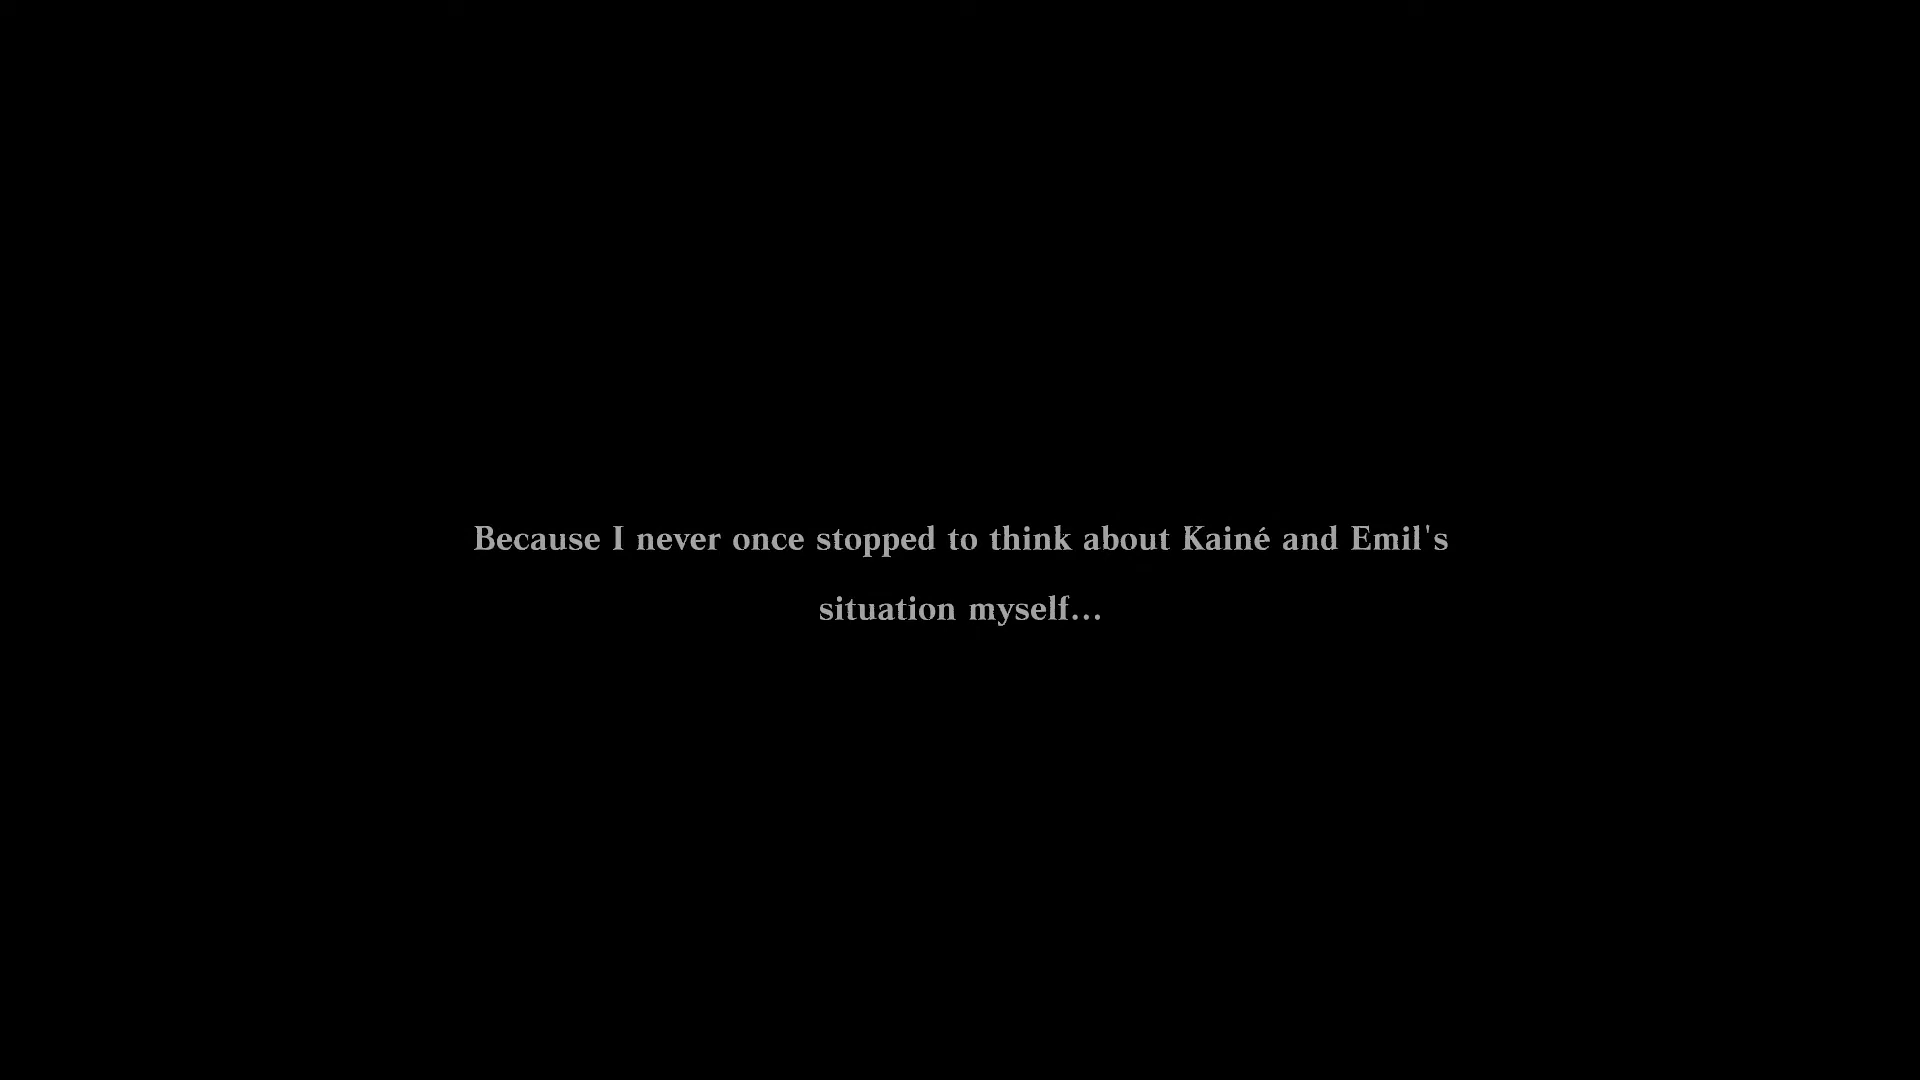 Because I never once stopped to think about Kainé and Emil's
situation myself...